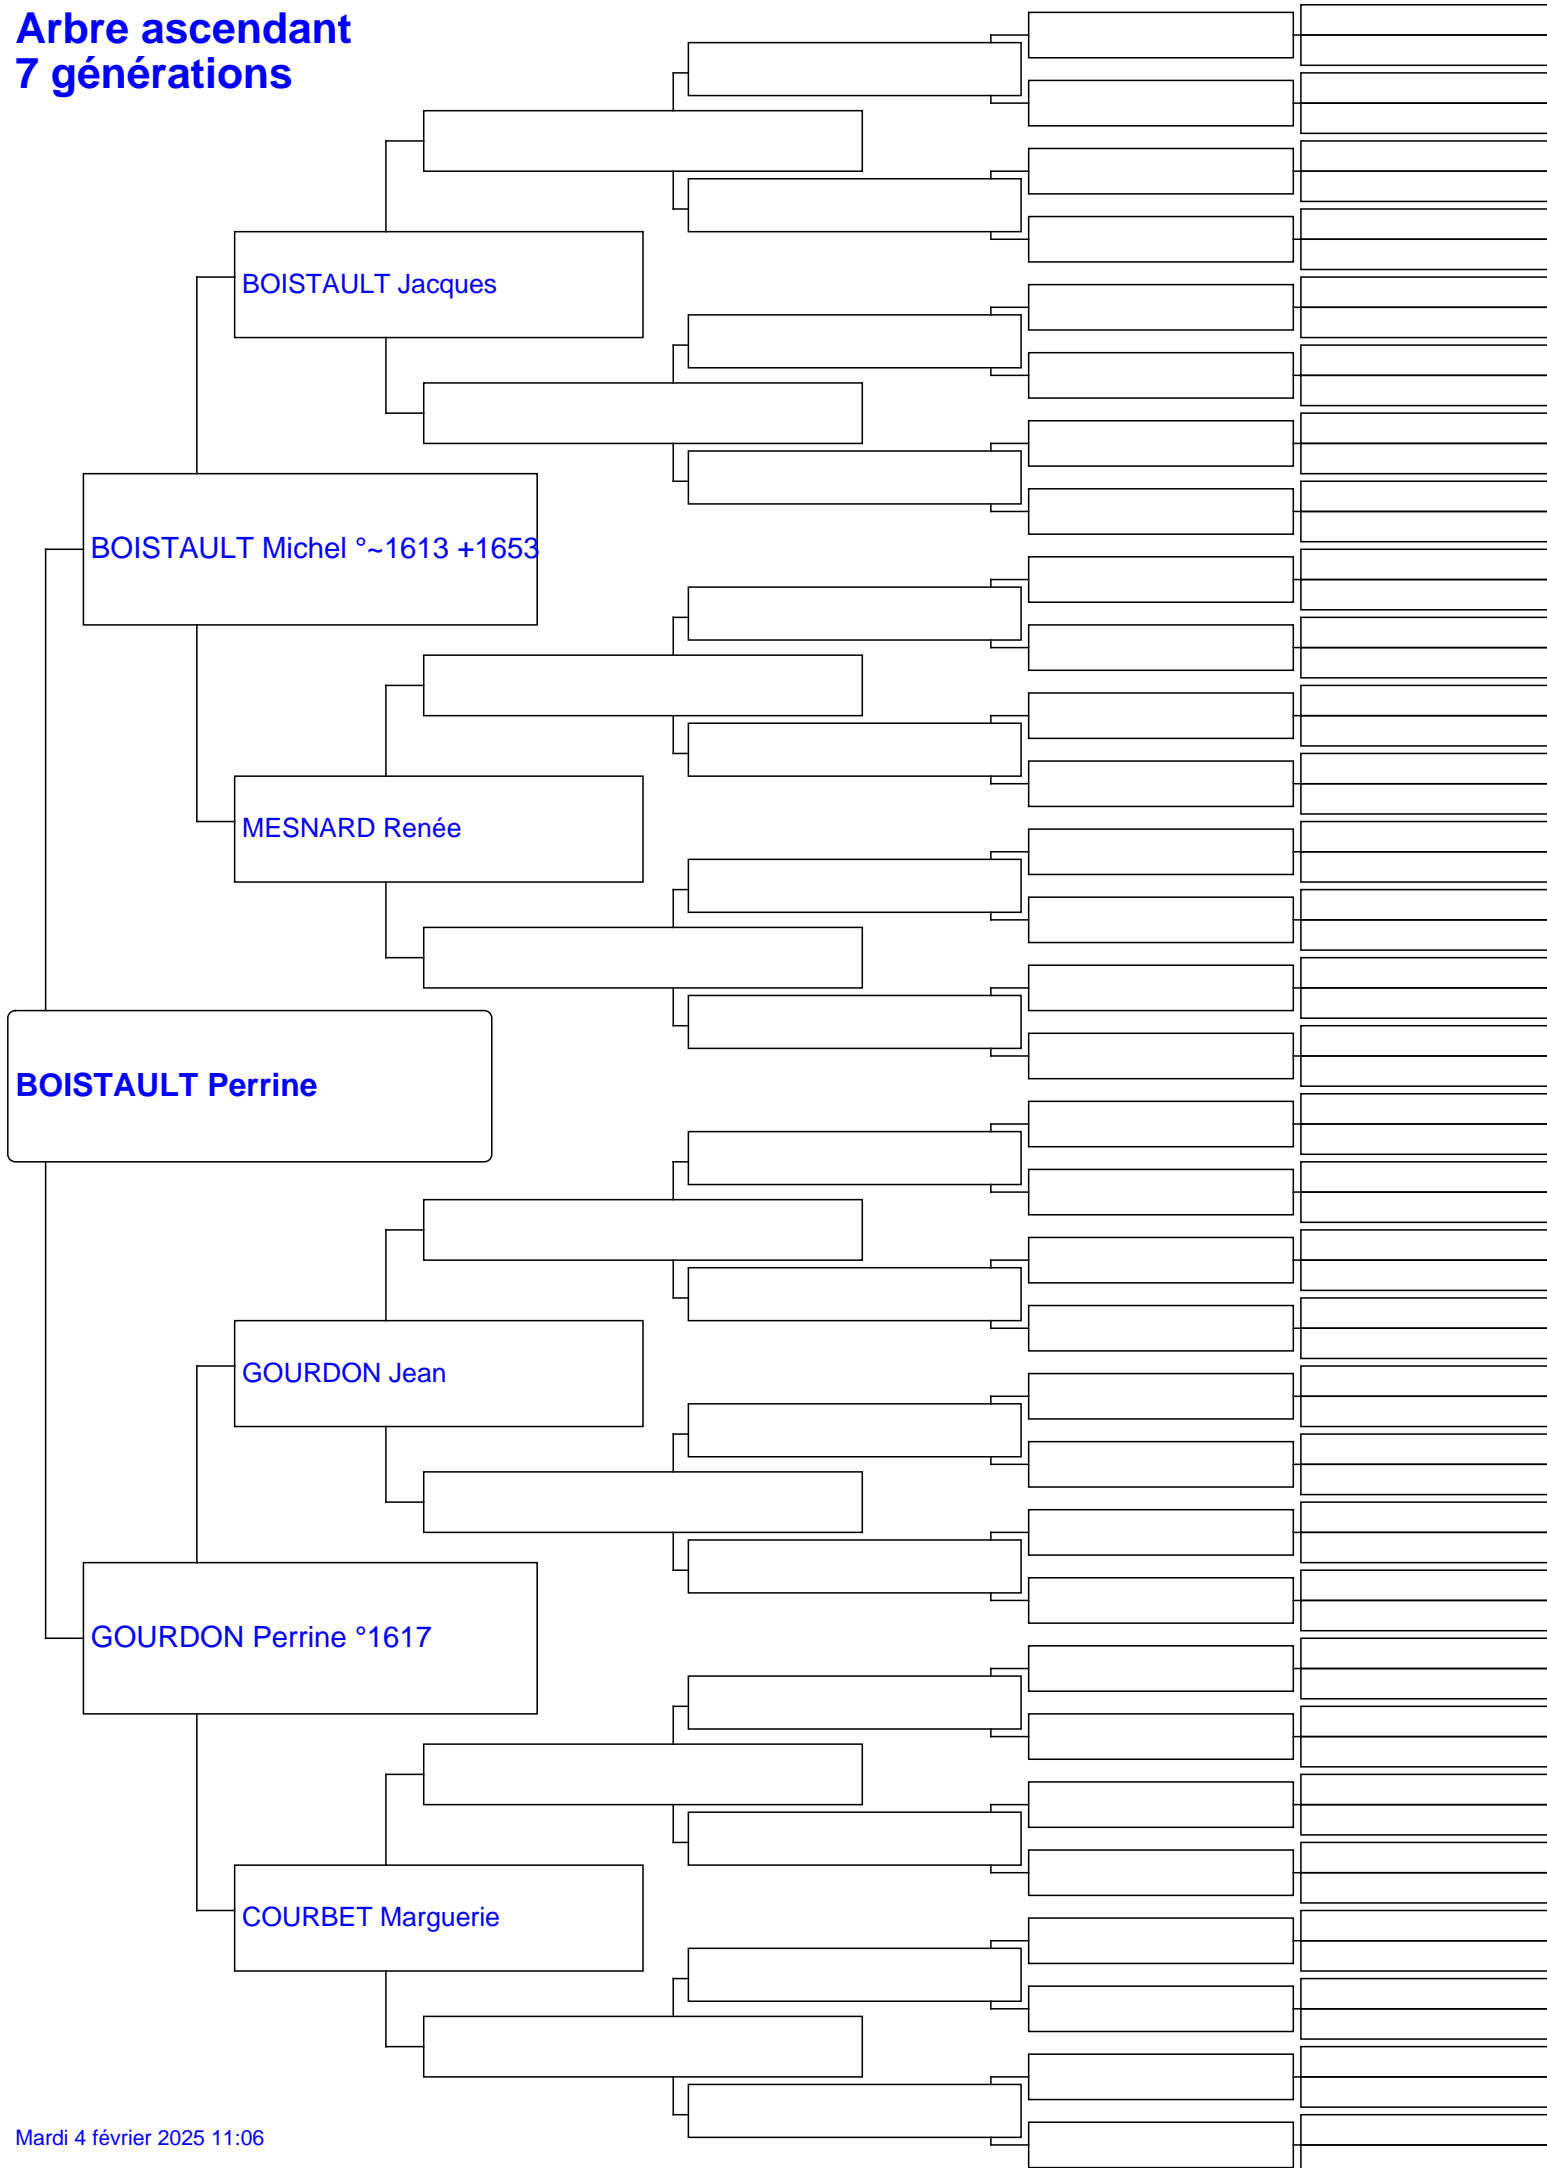 Arbre ascendant
7 générations
BOISTAULT Jacques
BOISTAULT Michel °~1613 +1653
MESNARD Renée
BOISTAULT Perrine
GOURDON Jean
GOURDON Perrine °1617
COURBET Marguerie
Mardi 4 février 2025 11:06